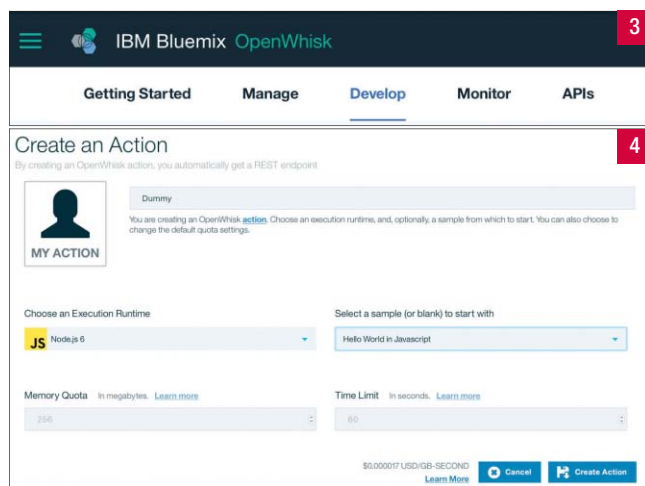 3
IBM Bluemix OpenWhisk
Getting Started Manage Develop Monitor APIs
4
Create an Action
By creating an OpenWhisk action, you automatically get a REST endpoint
Dummy
You are creating an OpenWhisk action. Choose an execution runtime, and, optionally, a sample from which to start. You can also choose to
change the default quota settings.
MY ACTION
Choose an Execution Runtime Select a sample (or blank) to start with
JS Node.js 6 Hello World in Javascript
Memory Quota In megabytes. Learn more Time Limit In seconds. Learn more
256 60
$0.000017 USD/GB-SECOND
Learn More Cancel Create Action